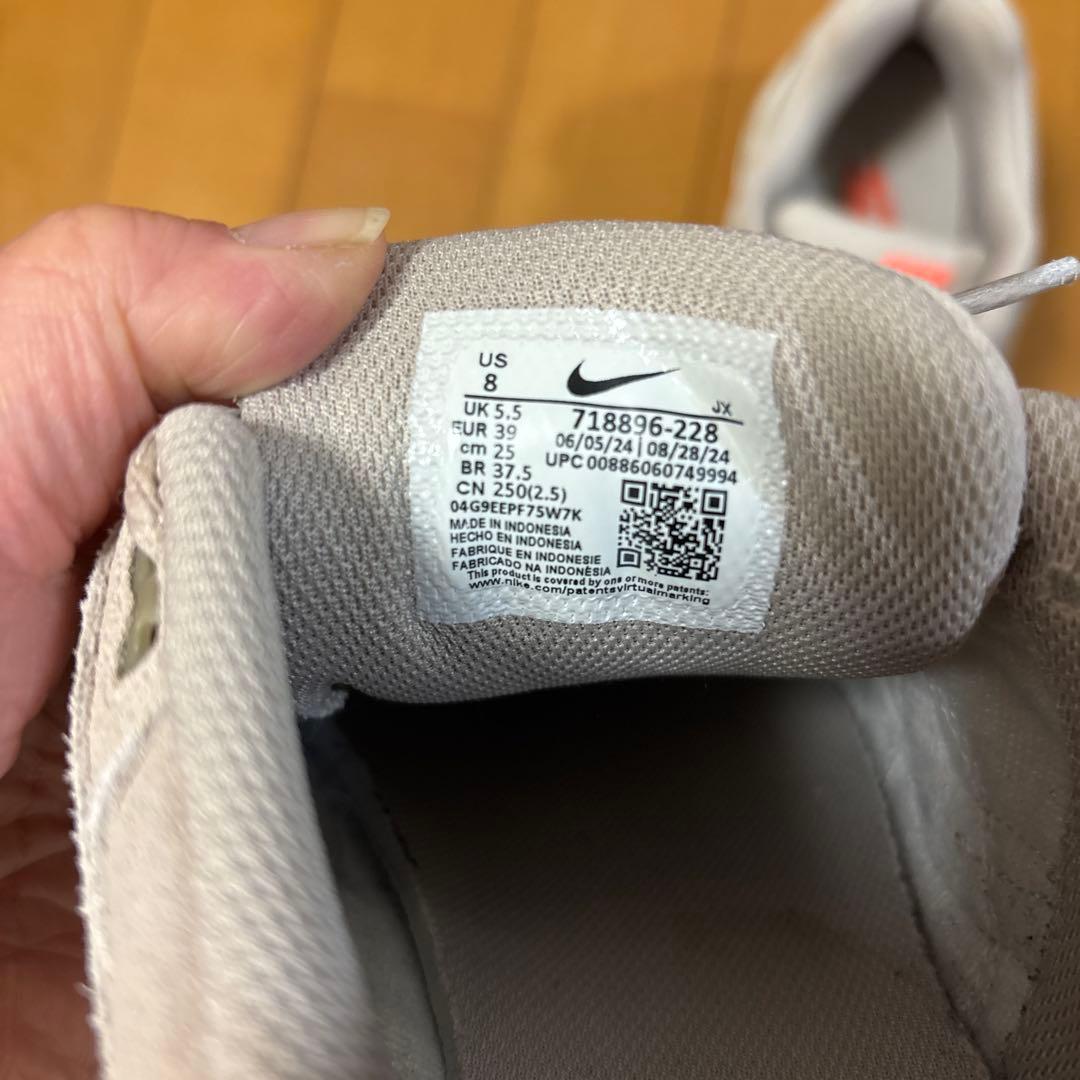 US
8
JX
UK 5.5
EUR 39
cm 25
BR 37.5
CN 250(2.5)
718896-228
06/05/24 | 08/28/24
UPC 00886060749994
04G9EEPF75W7K
MADE IN INDONESIA
HECHO EN INDONESIA
FABRIQUE EN INDONESIE
FABRICADO NA INDONÉSIA
This product is covered by one or more patents:
www.nike.com/patentsvirtualmarking